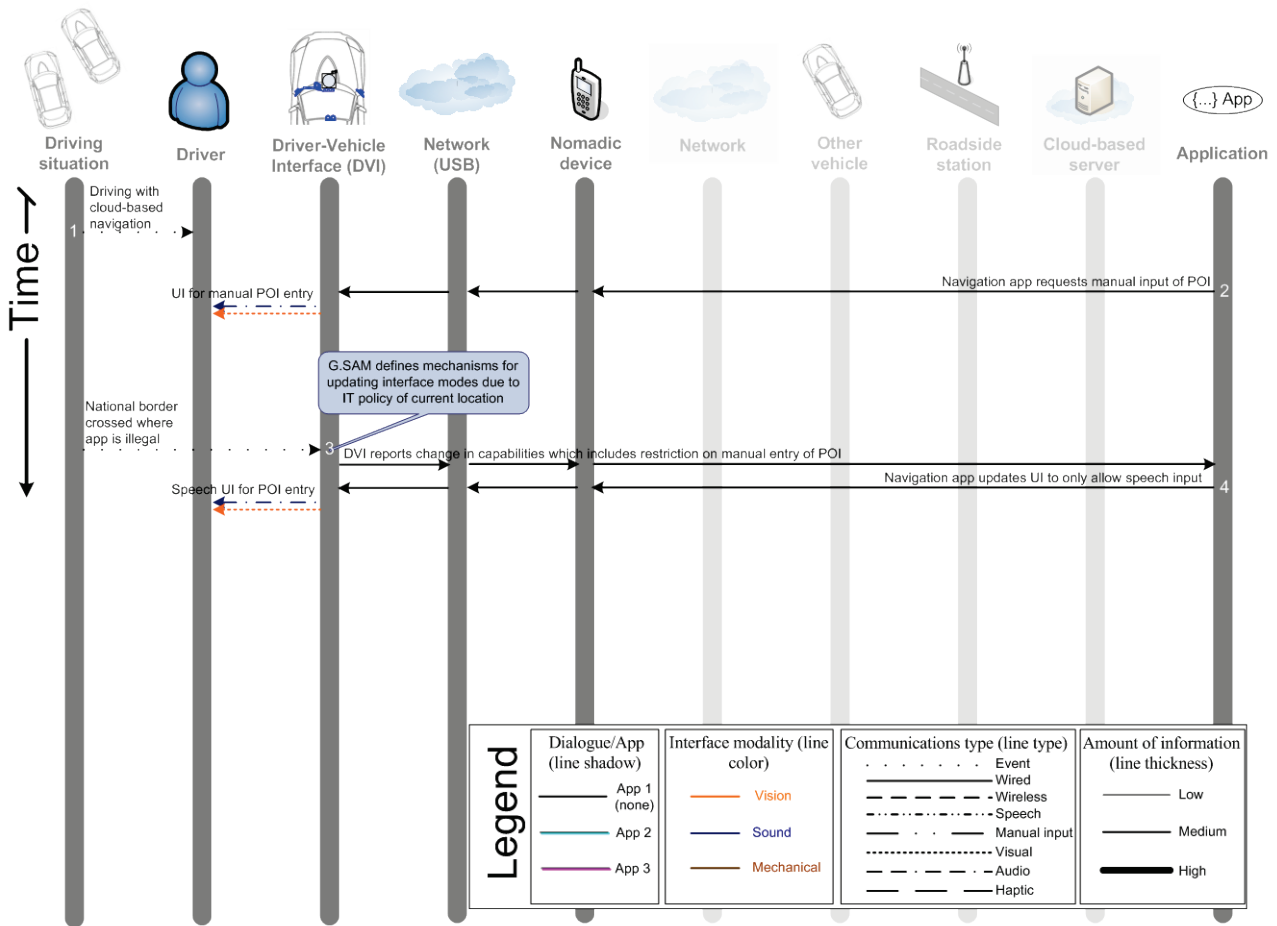 {...} App
Driving
situation
Driver
Driver-Vehicle
Interface (DVI)
Network
(USB)
Nomadic
device
Network
Other
vehicle
Roadside
station
Cloud-based
server
Application
Time
Driving with
cloud-based
navigation
1
Navigation app requests manual input of POI
2
UI for manual POI entry
G.SAM defines mechanisms for
updating interface modes due to
IT policy of current location
National border
crossed where
app is illegal
3
DVI reports change in capabilities which includes restriction on manual entry of POI
Navigation app updates UI to only allow speech input
4
Speech UI for POI entry
Legend
Dialogue/App
(line shadow)
App 1
(none)
App 2
App 3
Interface modality (line
color)
Vision
Sound
Mechanical
Communications type (line type)
Event
Wired
Wireless
Speech
Manual input
Visual
Audio
Haptic
Amount of information
(line thickness)
Low
Medium
High